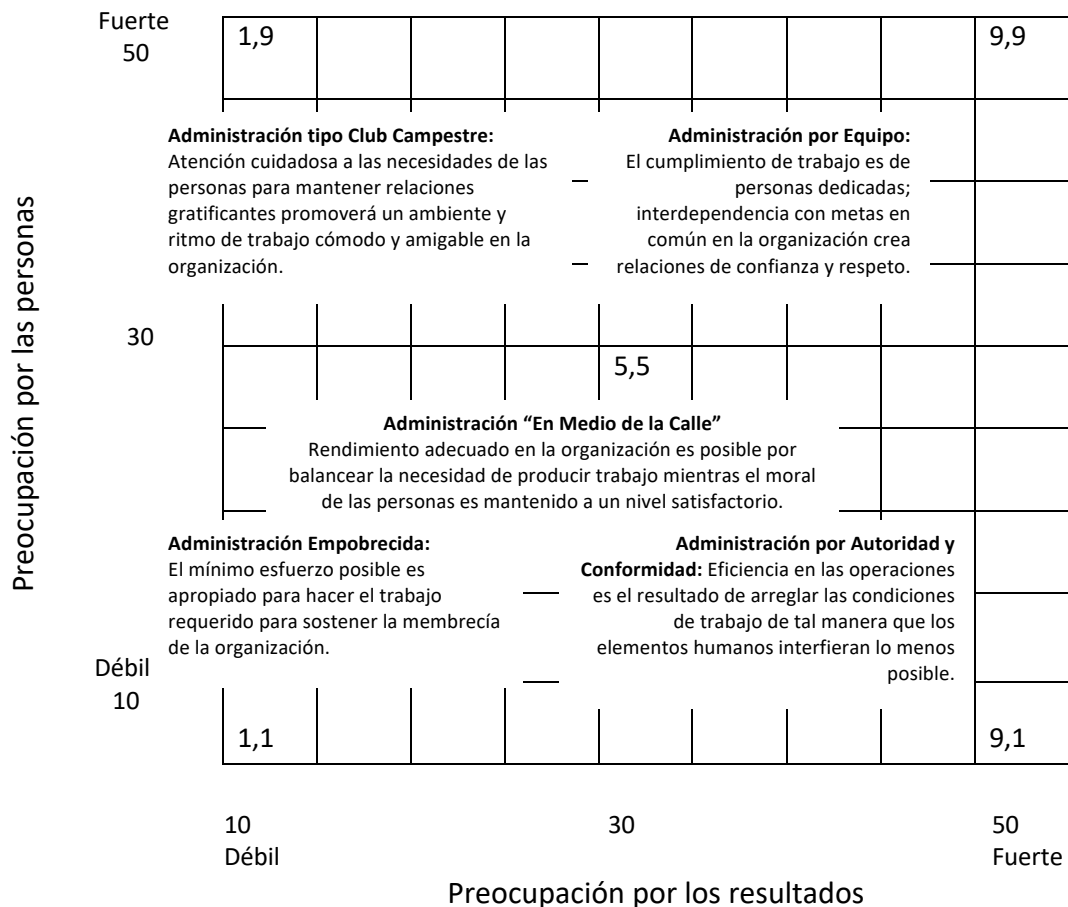 Fuerte
50
1,9
9,9
Administración tipo Club Campestre:
Atención cuidadosa a las necesidades de las
personas para mantener relaciones
gratificantes promoverá un ambiente y
ritmo de trabajo cómodo y amigable en la
organización.
Administración por Equipo:
El cumplimiento de trabajo es de
personas dedicadas;
interdependencia con metas en
común en la organización crea
relaciones de confianza y respeto.
Preocupación por las personas
30
5,5
Administración “En Medio de la Calle”
Rendimiento adecuado en la organización es posible por
balancear la necesidad de producir trabajo mientras el moral
de las personas es mantenido a un nivel satisfactorio.
Administración Empobrecida:
El mínimo esfuerzo posible es
apropiado para hacer el trabajo
requerido para sostener la membrecía
de la organización.
Administración por Autoridad y
Conformidad: Eficiencia en las operaciones
es el resultado de arreglar las condiciones
de trabajo de tal manera que los
elementos humanos interfieran lo menos
posible.
Débil
10
1,1
9,1
10
Débil
30
50
Fuerte
Preocupación por los resultados